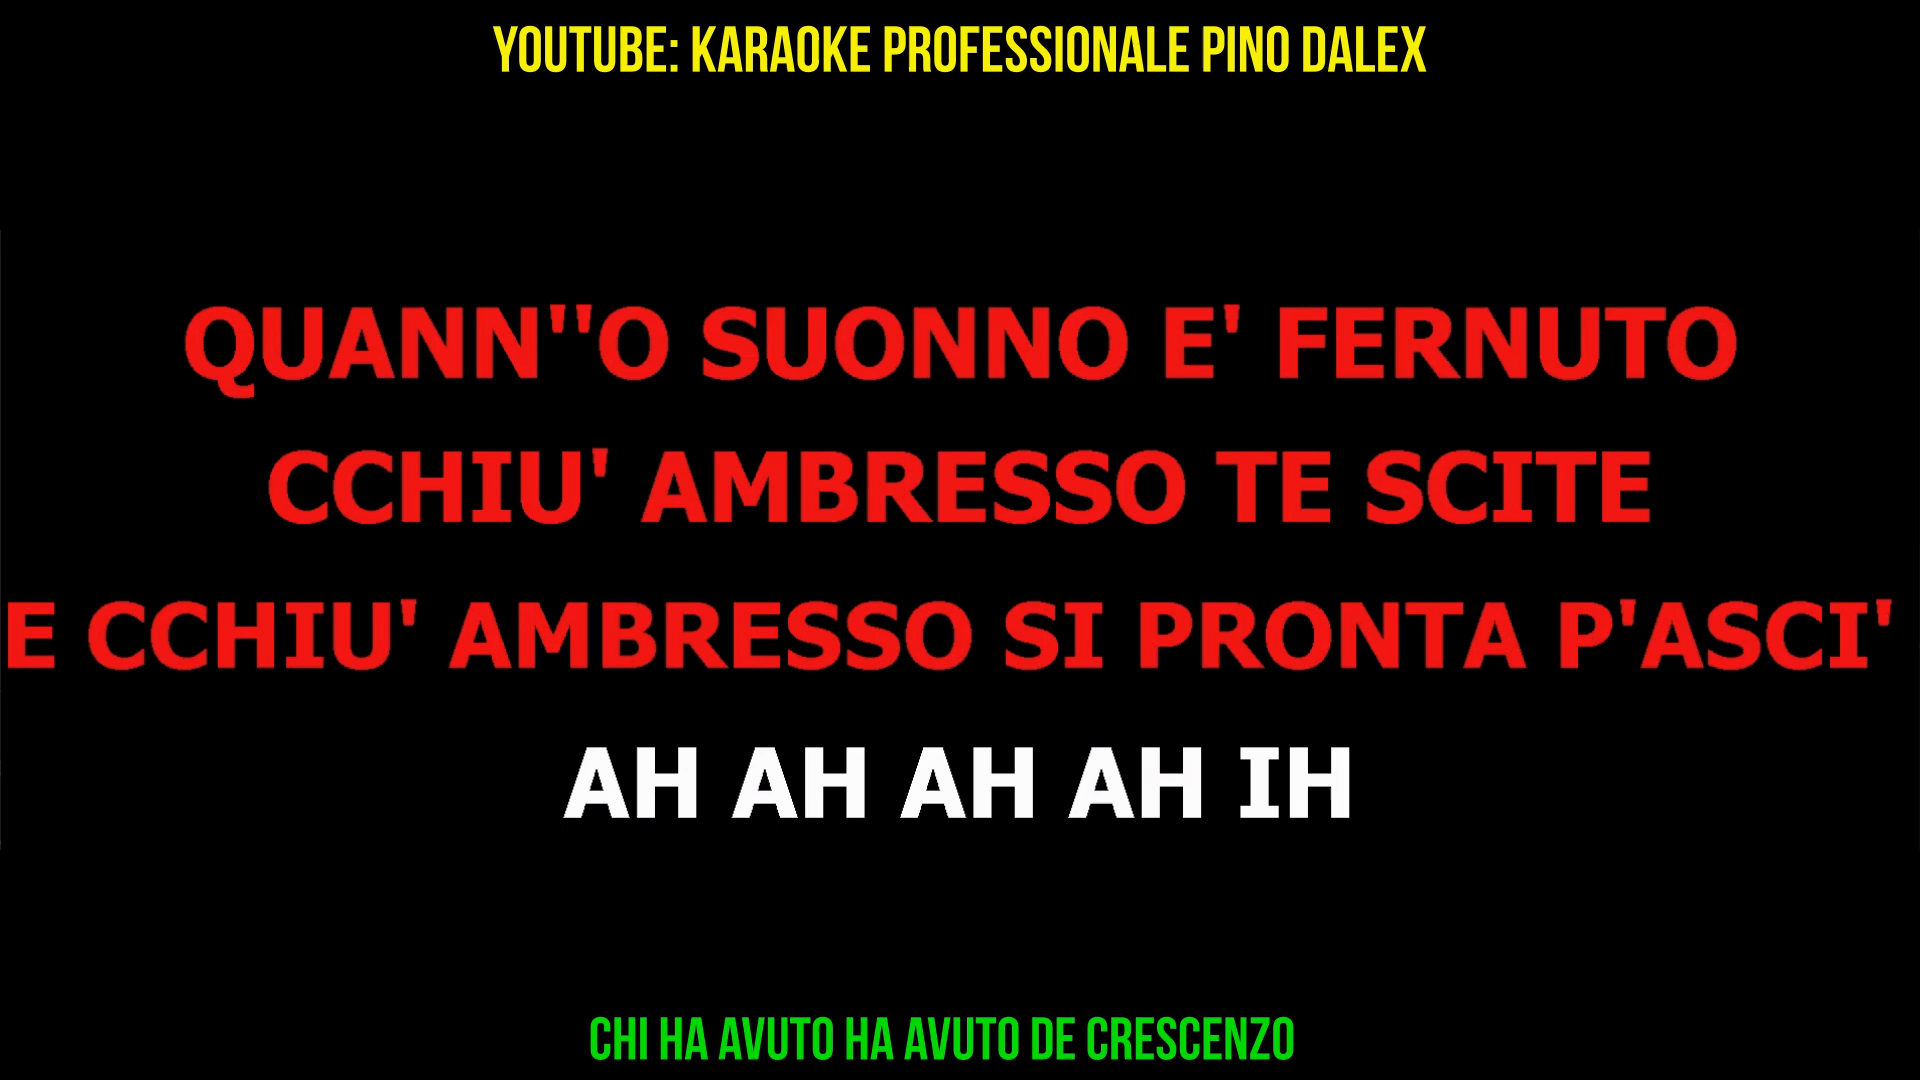 YOUTUBE: KARAOKE PROFESSIONALE PINO DALEX
QUANN''O SUONNO E' FERNUTO
CCHIU' AMBRESSO TE SCITE
E CCHIU' AMBRESSO SI PRONTA P'ASCI'
AH AH AH AH IH
CHI HA AVUTO HA AVUTO DE CRESCENZO